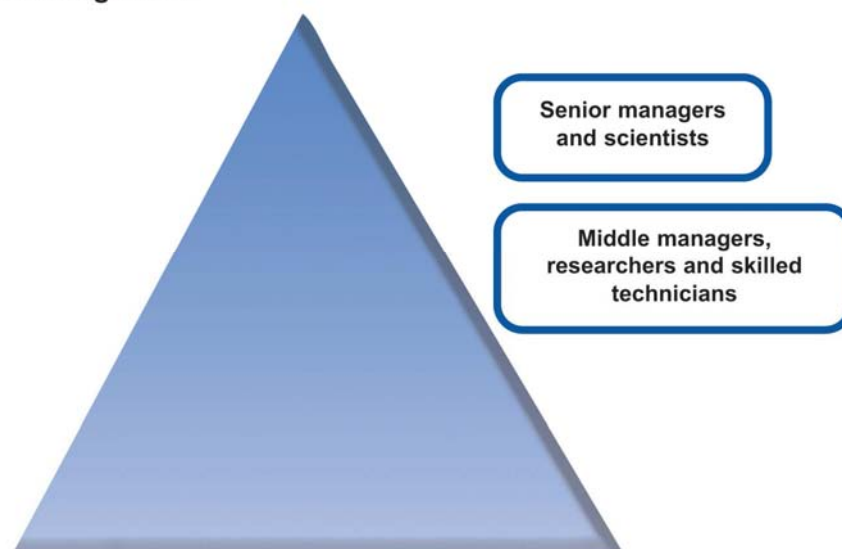 Senior managers
and scientists
Middle managers,
researchers and skilled
technicians